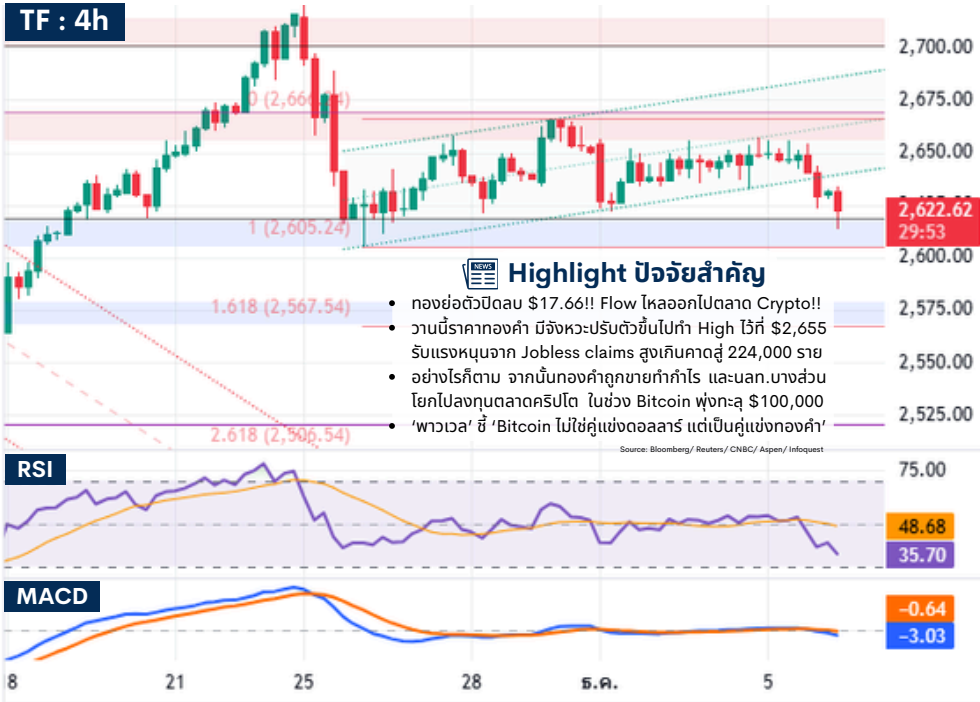 TF : 4h
2,700.00
0 (2,666.24)
2,675.00
2,650.00
2,622.62
29:53
1 (2,605.24)
2,600.00
NEWS
Highlight ปัจจัยสำคัญ
1.618 (2,567.54)
2,575.00
• ทองย่อตัวปิดลบ $17.66!! Flow ไหลออกไปตลาด Crypto!!
• วานนี้ราคาทองคำ มีจังหวะปรับตัวขึ้นไปทำ High ไว้ที่ $2,655
รับแรงหนุนจาก Jobless claims สูงเกินคาดสู่ 224,000 ราย
2,550.00
• อย่างไรก็ตาม จากนั้นทองคำถูกขายทำกำไร และนลท.บางส่วน
โยกไปลงทุนตลาดคริปโต ในช่วง Bitcoin พุ่งทะลุ $100,000
2,525.00
• ‘พาวเวล’ ชี้ ‘Bitcoin ไม่ใช่คู่แข่งดอลลาร์ แต่เป็นคู่แข่งทองคำ’
2.618 (2,506.54)
Source: Bloomberg/ Reuters/ CNBC/ Aspen/ Infoquest
RSI
75.00
48.68
35.70
MACD
−0.64
−3.03
8 21 25 28 ธ.ค. 5